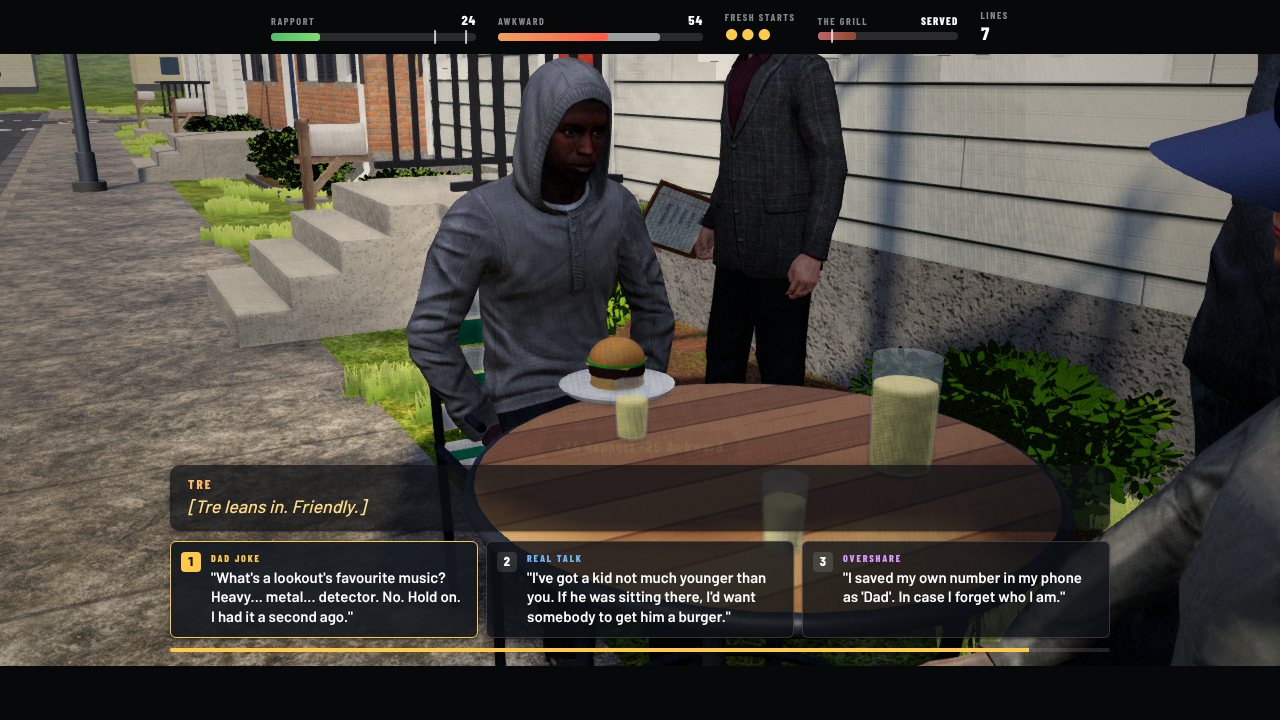 RAPPORT
24
AWKWARD
54
FRESH STARTS
THE GRILL
SERVED
LINES
7
TRE
[Tre leans in. Friendly.]
1
DAD JOKE
"What's a lookout's favourite music?
Heavy... metal... detector. No. Hold on.
I had it a second ago."
2
REAL TALK
"I've got a kid not much younger than
you. If he was sitting there, I'd want
somebody to get him a burger."
3
OVERSHARE
"I saved my own number in my phone
as 'Dad'. In case I forget who I am."